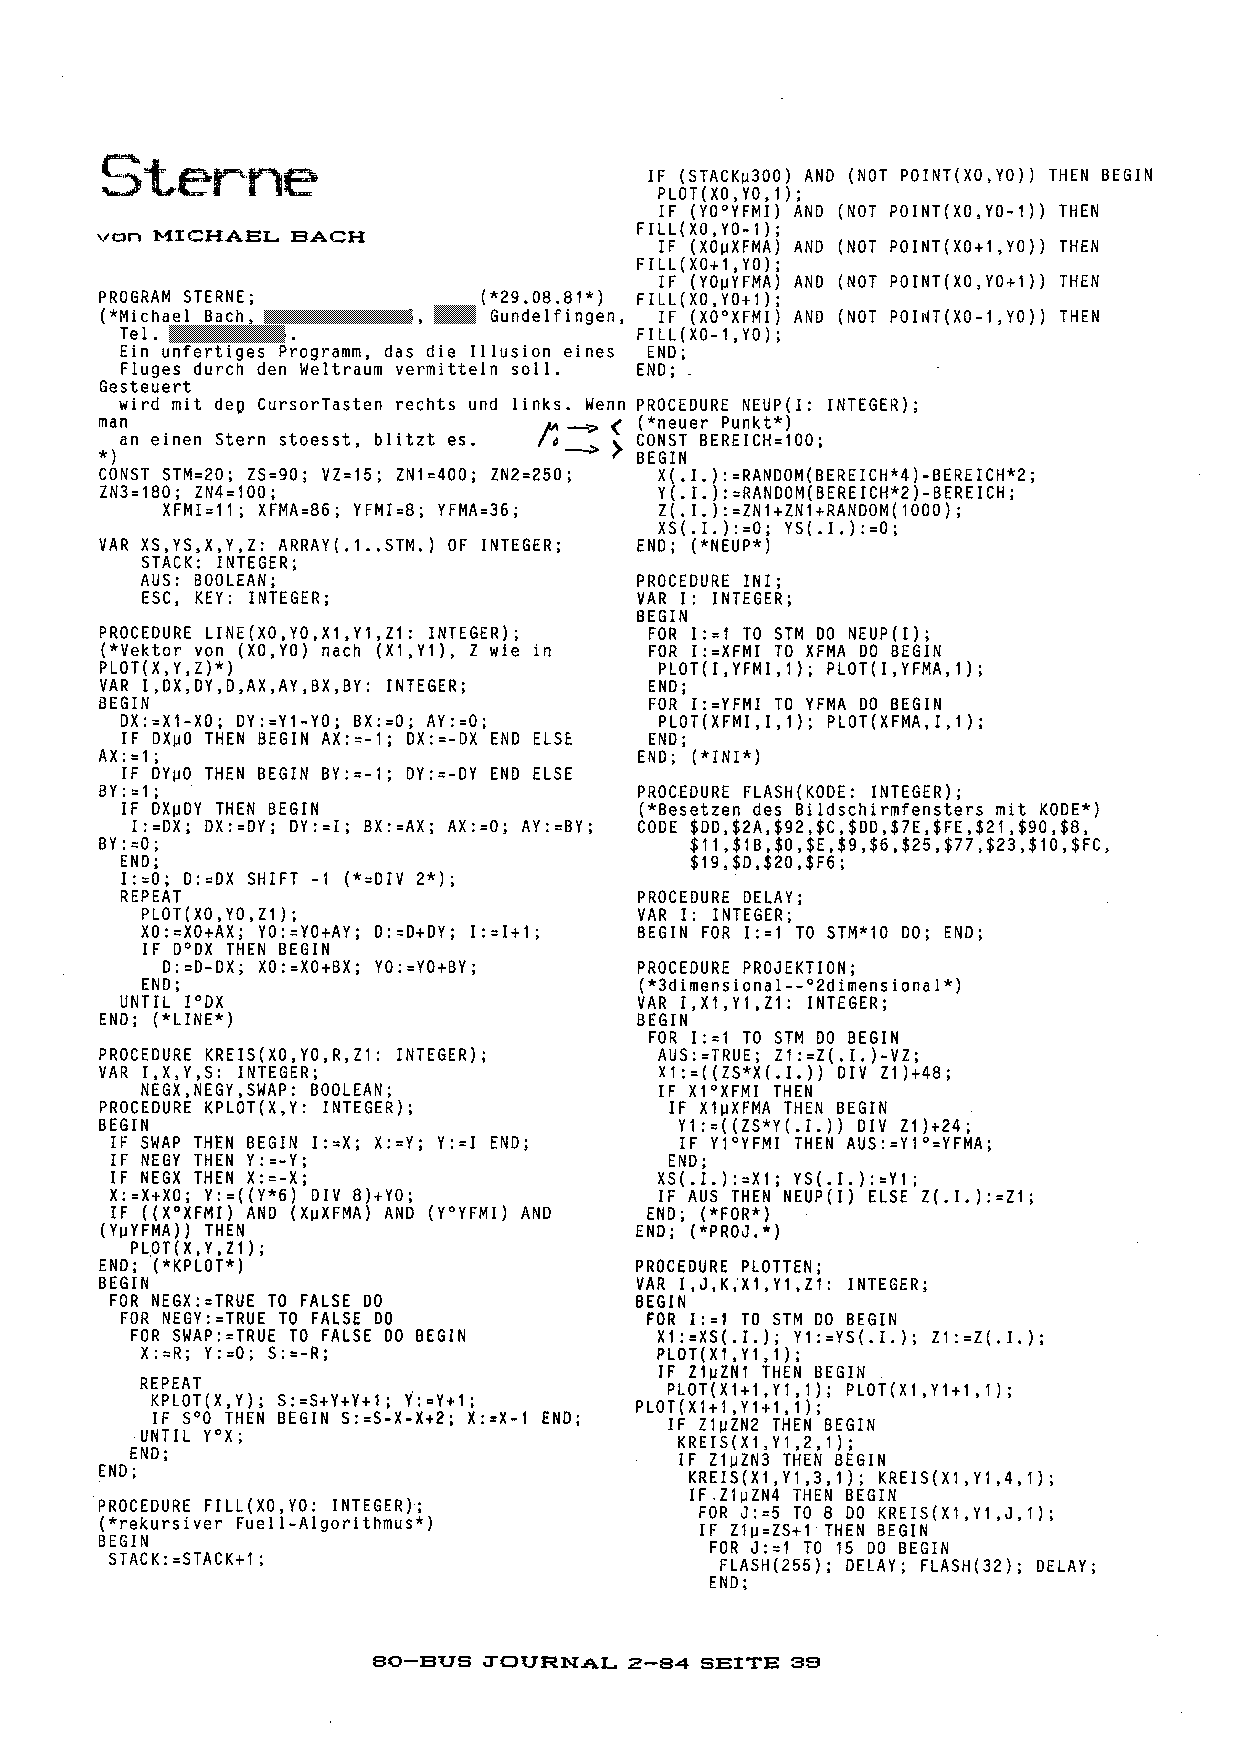 Sterne
von MICHAEL BACH
PROGRAM STERNE; (*29.08.81*)
(*Michael Bach, , Gundelfingen,
Tel. .
Ein unfertiges Programm, das die Illusion eines
Fluges durch den Weltraum vermitteln soll.
Gesteuert
wird mit den CursorTasten rechts und links. Wenn
man
an einen Stern stoesst, blitzt es.
*)
µ --> <
° --> >
CONST STM=20; ZS=90; VZ=15; ZN1=400; ZN2=250;
ZN3=180; ZN4=100;
XFMI=11; XFMA=86; YFMI=8; YFMA=36;
VAR XS,YS,X,Y,Z: ARRAY(.1..STM.) OF INTEGER;
STACK: INTEGER;
AUS: BOOLEAN;
ESC, KEY: INTEGER;
PROCEDURE LINE(X0,Y0,X1,Y1,Z1: INTEGER);
(*Vektor von (X0,Y0) nach (X1,Y1), Z wie in
PLOT(X,Y,Z)*)
VAR I,DX,DY,D,AX,AY,BX,BY: INTEGER;
BEGIN
DX:=X1-X0; DY:=Y1-Y0; BX:=0; AY:=0;
IF DXµ0 THEN BEGIN AX:=-1; DX:=-DX END ELSE
AX:=1;
IF DYµ0 THEN BEGIN BY:=-1; DY:=-DY END ELSE
BY:=1;
IF DXµDY THEN BEGIN
I:=DX; DX:=DY; DY:=I; BX:=AX; AX:=0; AY:=BY;
BY:=0;
END;
I:=0; D:=DX SHIFT -1 (*=DIV 2*);
REPEAT
PLOT(X0,Y0,Z1);
X0:=X0+AX; Y0:=Y0+AY; D:=D+DY; I:=I+1;
IF D°DX THEN BEGIN
D:=D-DX; X0:=X0+BX; Y0:=Y0+BY;
END;
UNTIL I°DX
END; (*LINE*)
PROCEDURE KREIS(X0,Y0,R,Z1: INTEGER);
VAR I,X,Y,S: INTEGER;
NEGX,NEGY,SWAP: BOOLEAN;
PROCEDURE KPLOT(X,Y: INTEGER);
BEGIN
IF SWAP THEN BEGIN I:=X; X:=Y; Y:=I END;
IF NEGY THEN Y:=-Y;
IF NEGX THEN X:=-X;
X:=X+X0; Y:=((Y*6) DIV 8)+Y0;
IF ((X°XFMI) AND (XµXFMA) AND (Y°YFMI) AND
(YµYFMA)) THEN
PLOT(X,Y,Z1);
END; (*KPLOT*)
BEGIN
FOR NEGX:=TRUE TO FALSE DO
FOR NEGY:=TRUE TO FALSE DO
FOR SWAP:=TRUE TO FALSE DO BEGIN
X:=R; Y:=0; S:=-R;
REPEAT
KPLOT(X,Y); S:=S+Y+Y+1; Y:=Y+1;
IF S°0 THEN BEGIN S:=S-X-X+2; X:=X-1 END;
UNTIL Y°X;
END;
END;
PROCEDURE FILL(X0,Y0: INTEGER);
(*rekursiver Fuell-Algorithmus*)
BEGIN
STACK:=STACK+1;
IF (STACKµ300) AND (NOT POINT(X0,Y0)) THEN BEGIN
PLOT(X0,Y0,1);
IF (Y0°YFMI) AND (NOT POINT(X0,Y0-1)) THEN
FILL(X0,Y0-1);
IF (X0µXFMA) AND (NOT POINT(X0+1,Y0)) THEN
FILL(X0+1,Y0);
IF (Y0µYFMA) AND (NOT POINT(X0,Y0+1)) THEN
FILL(X0,Y0+1);
IF (X0°XFMI) AND (NOT POINT(X0-1,Y0)) THEN
FILL(X0-1,Y0);
END;
END;
PROCEDURE NEUP(I: INTEGER);
(*neuer Punkt*)
CONST BEREICH=100;
BEGIN
X(.I.):=RANDOM(BEREICH*4)-BEREICH*2;
Y(.I.):=RANDOM(BEREICH*2)-BEREICH;
Z(.I.):=ZN1+ZN1+RANDOM(1000);
XS(.I.):=0; YS(.I.):=0;
END; (*NEUP*)
PROCEDURE INI;
VAR I: INTEGER;
BEGIN
FOR I:=1 TO STM DO NEUP(I);
FOR I:=XFMI TO XFMA DO BEGIN
PLOT(I,YFMI,1); PLOT(I,YFMA,1);
END;
FOR I:=YFMI TO YFMA DO BEGIN
PLOT(XFMI,I,1); PLOT(XFMA,I,1);
END;
END; (*INI*)
PROCEDURE FLASH(KODE: INTEGER);
(*Besetzen des Bildschirmfensters mit KODE*)
CODE $DD,$2A,$92,$C,$DD,$7E,$FE,$21,$90,$8,
$11,$1B,$0,$E,$9,$6,$25,$77,$23,$10,$FC,
$19,$D,$20,$F6;
PROCEDURE DELAY;
VAR I: INTEGER;
BEGIN FOR I:=1 TO STM*10 DO; END;
PROCEDURE PROJEKTION;
(*3dimensional--°2dimensional*)
VAR I,X1,Y1,Z1: INTEGER;
BEGIN
FOR I:=1 TO STM DO BEGIN
AUS:=TRUE; Z1:=Z(.I.)-VZ;
X1:=((ZS*X(.I.)) DIV Z1)+48;
IF X1°XFMI THEN
IF X1µXFMA THEN BEGIN
Y1:=((ZS*Y(.I.)) DIV Z1)+24;
IF Y1°YFMI THEN AUS:=Y1°=YFMA;
END;
XS(.I.):=X1; YS(.I.):=Y1;
IF AUS THEN NEUP(I) ELSE Z(.I.):=Z1;
END; (*FOR*)
END; (*PROJ.*)
PROCEDURE PLOTTEN;
VAR I,J,K,X1,Y1,Z1: INTEGER;
BEGIN
FOR I:=1 TO STM DO BEGIN
X1:=XS(.I.); Y1:=YS(.I.); Z1:=Z(.I.);
PLOT(X1,Y1,1);
IF Z1µZN1 THEN BEGIN
PLOT(X1+1,Y1,1); PLOT(X1,Y1+1,1);
PLOT(X1+1,Y1+1,1);
IF Z1µZN2 THEN BEGIN
KREIS(X1,Y1,2,1);
IF Z1µZN3 THEN BEGIN
KREIS(X1,Y1,3,1); KREIS(X1,Y1,4,1);
IF Z1µZN4 THEN BEGIN
FOR J:=5 TO 8 DO KREIS(X1,Y1,J,1);
IF Z1µ=ZS+1 THEN BEGIN
FOR J:=1 TO 15 DO BEGIN
FLASH(255); DELAY; FLASH(32); DELAY;
END;
80-BUS JOURNAL 2-84 SEITE 39